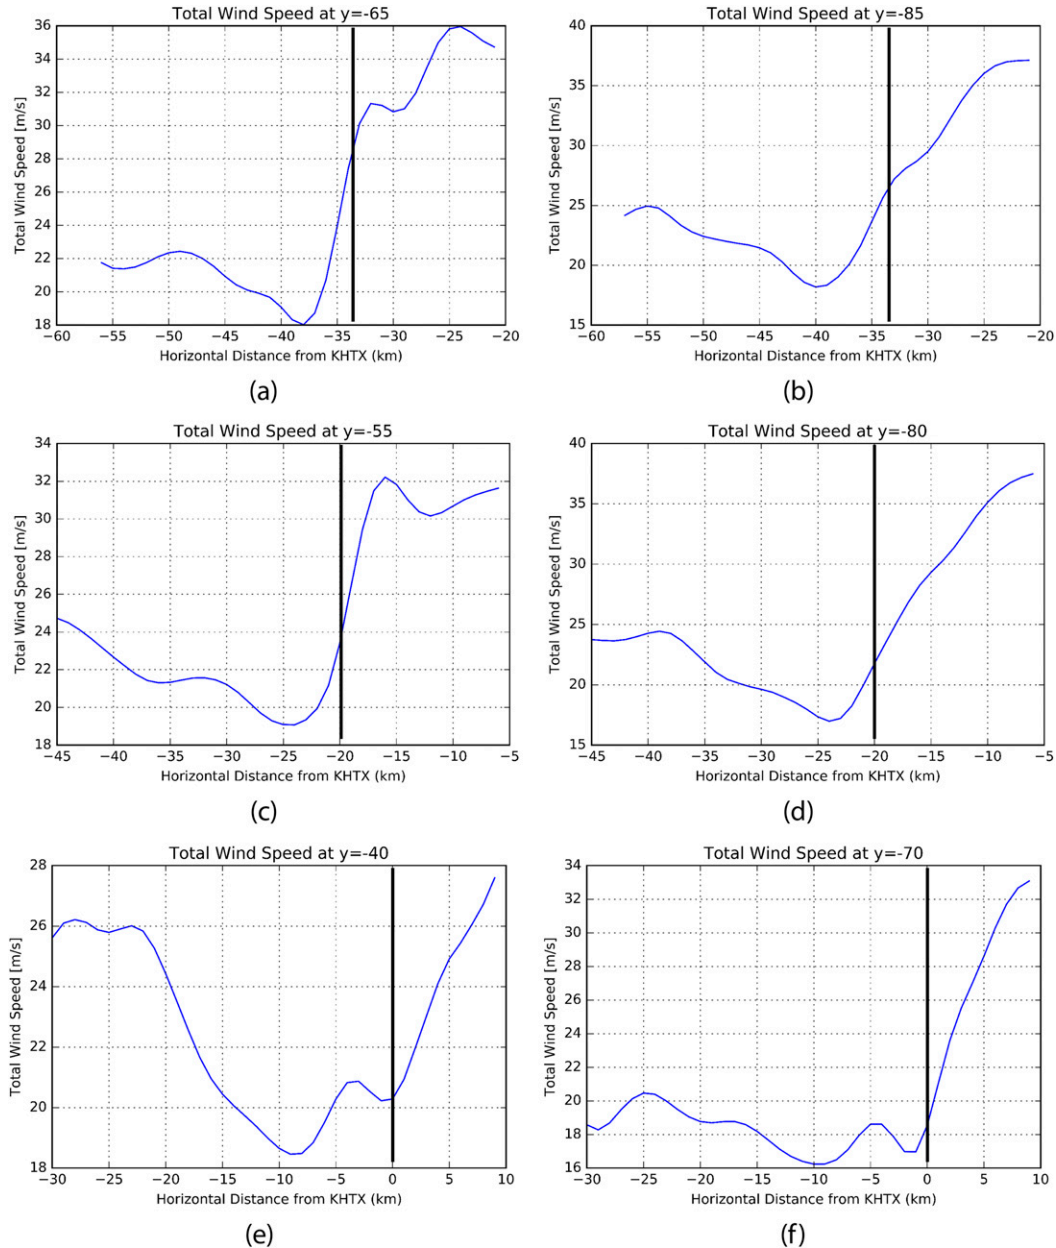 Total Wind Speed at y=-65
36
34
32
30
28
26
24
22
20
18
Total Wind Speed [m/s]
−60 −55 −50 −45 −40 −35 −30 −25 −20
Horizontal Distance from KHTX (km)
(a)
Total Wind Speed at y=-85
40
35
30
25
20
15
Total Wind Speed [m/s]
−60 −55 −50 −45 −40 −35 −30 −25 −20
Horizontal Distance from KHTX (km)
(b)
Total Wind Speed at y=-55
34
32
30
28
26
24
22
20
18
Total Wind Speed [m/s]
−45 −40 −35 −30 −25 −20 −15 −10 −5
Horizontal Distance from KHTX (km)
(c)
Total Wind Speed at y=-80
40
35
30
25
20
15
Total Wind Speed [m/s]
−45 −40 −35 −30 −25 −20 −15 −10 −5
Horizontal Distance from KHTX (km)
(d)
Total Wind Speed at y=-40
28
26
24
22
20
18
Total Wind Speed [m/s]
−30 −25 −20 −15 −10 −5 0 5 10
Horizontal Distance from KHTX (km)
(e)
Total Wind Speed at y=-70
34
32
30
28
26
24
22
20
18
16
Total Wind Speed [m/s]
−30 −25 −20 −15 −10 −5 0 5 10
Horizontal Distance from KHTX (km)
(f)